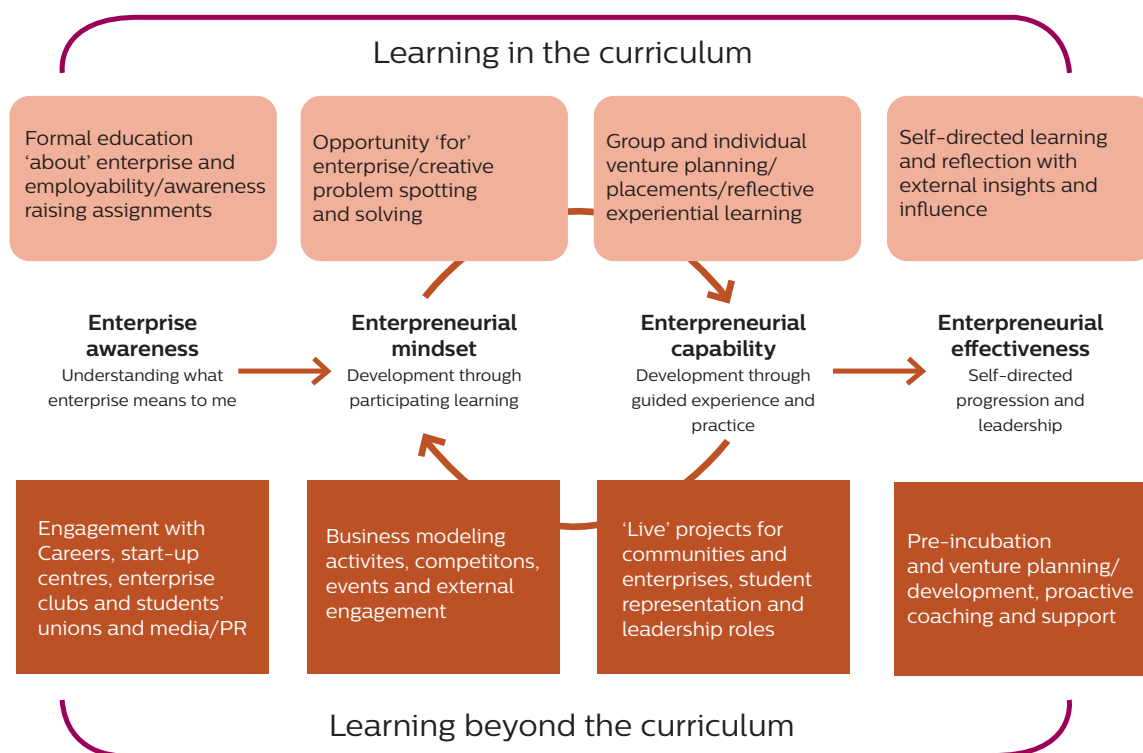 Learning in the curriculum
Formal education
‘about’ enterprise and
employability/awareness
raising assignments
Opportunity ‘for’
enterprise/creative
problem spotting
and solving
Group and individual
venture planning/
placements/reflective
experiential learning
Self-directed learning
and reflection with
external insights and
influence
Enterprise
awareness
Understanding what
enterprise means to me
Enterpreneurial
mindset
Development through
participating learning
Enterpreneurial
capability
Development through
guided experience and
practice
Enterpreneurial
effectiveness
Self-directed
progression and
leadership
Engagement with
Careers, start-up
centres, enterprise
clubs and students’
unions and media/PR
Business modeling
activites, competitons,
events and external
engagement
‘Live’ projects for
communities and
enterprises, student
representation and
leadership roles
Pre-incubation
and venture planning/
development, proactive
coaching and support
Learning beyond the curriculum